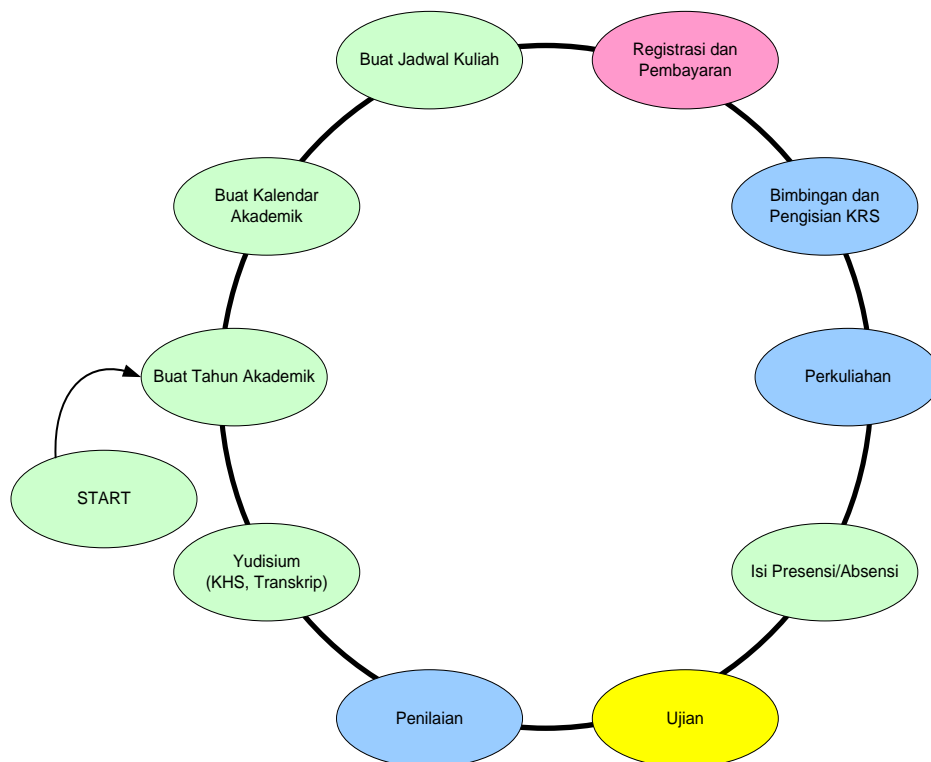 Buat Jadwal Kuliah
Registrasi dan
Pembayaran
Buat Kalendar
Akademik
Bimbingan dan
Pengisian KRS
Buat Tahun Akademik
Perkuliahan
START
Yudisium
(KHS, Transkrip)
Isi Presensi/Absensi
Penilaian
Ujian